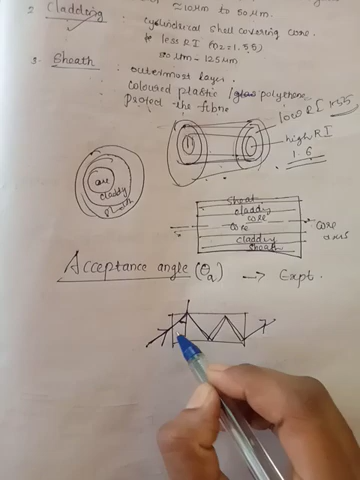 ≈10μm to 50μm.
2. Cladding : cylindrical shell covering core.
less RI (n2=1.55)
125μm
3. Sheath : outermost layer.
: coloured plastic / polythene
: protect the fibre
low RI 1.55
high RI
1.6
core
cladding
sheath
sheath
cladding
core
core
cladding
sheath
core
axis
Acceptance angle (θa) → Expt.